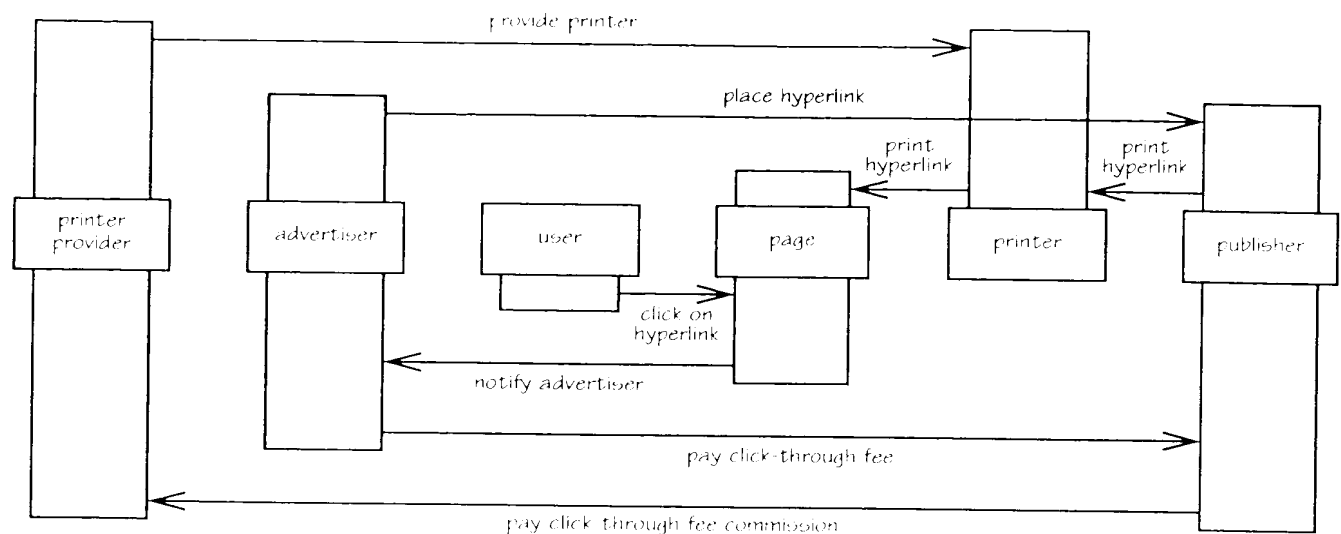 provide printer
place hyperlink
print
hyperlink
print
hyperlink
printer
provider
advertiser
user
page
printer
publisher
click on
hyperlink
notify advertiser
pay click-through fee
pay click through fee commission